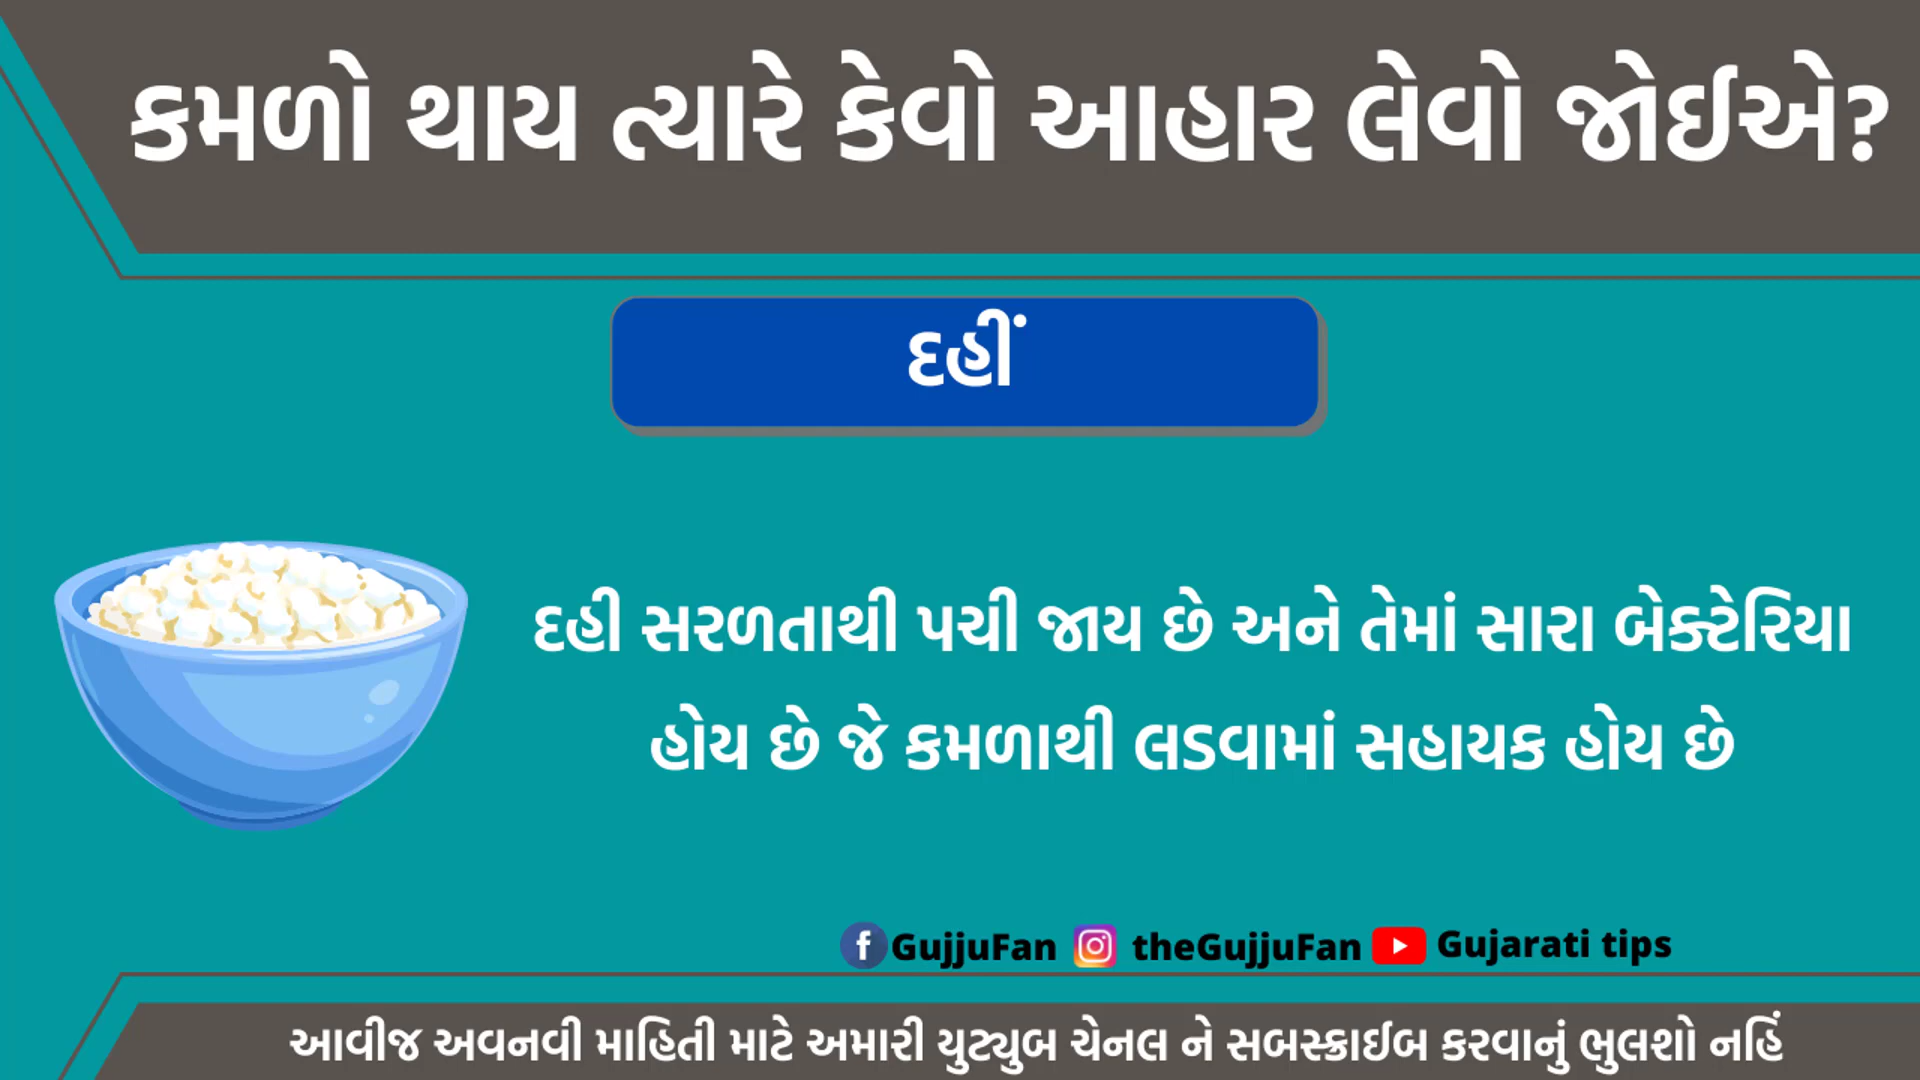 કમળો થાય ત્યારે કેવો આહાર લેવો જોઈએ?
દહીં
દહી સરળતાથી પચી જાય છે અને તેમાં સારા બેક્ટેરિયા
હોય છે જે કમળાથી લડવામાં સહાયક હોય છે
GujjuFan theGujjuFan Gujarati tips
આવીજ અવનવી માહિતી માટે અમારી યુટ્યુબ ચેનલ ને સબસ્ક્રાઈબ કરવાનું ભુલશો નહિં